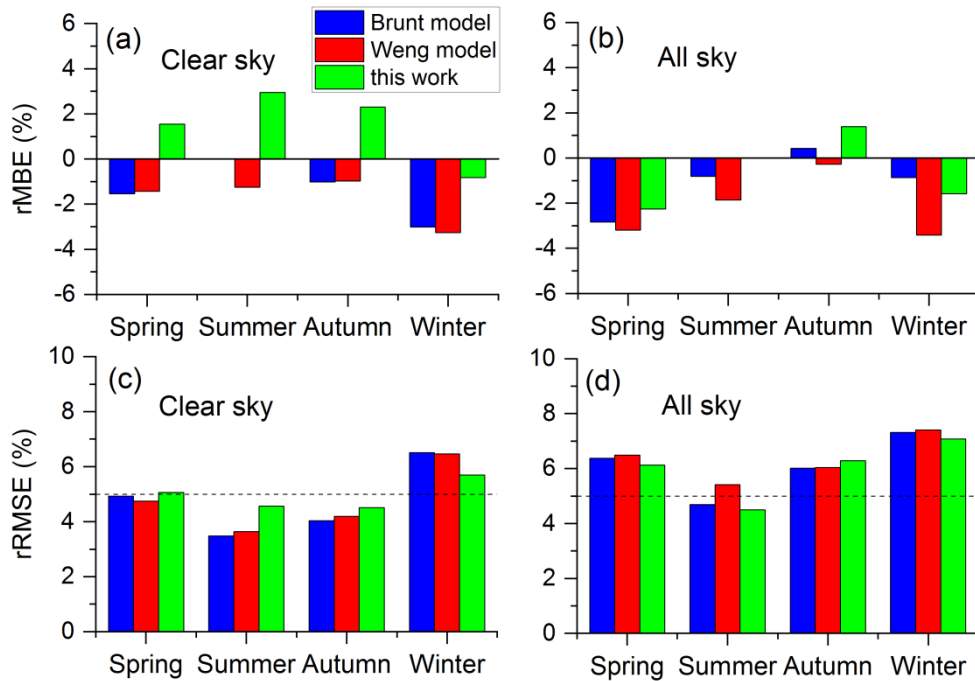 (a)
Clear sky
Brunt model
Weng model
this work
rMBE (%)
6
4
2
0
-2
-4
-6
Spring Summer Autumn Winter
(b)
All sky
6
4
2
0
-2
-4
-6
Spring Summer Autumn Winter
(c)
Clear sky
rRMSE (%)
10
8
6
4
2
0
Spring Summer Autumn Winter
(d)
All sky
10
8
6
4
2
0
Spring Summer Autumn Winter